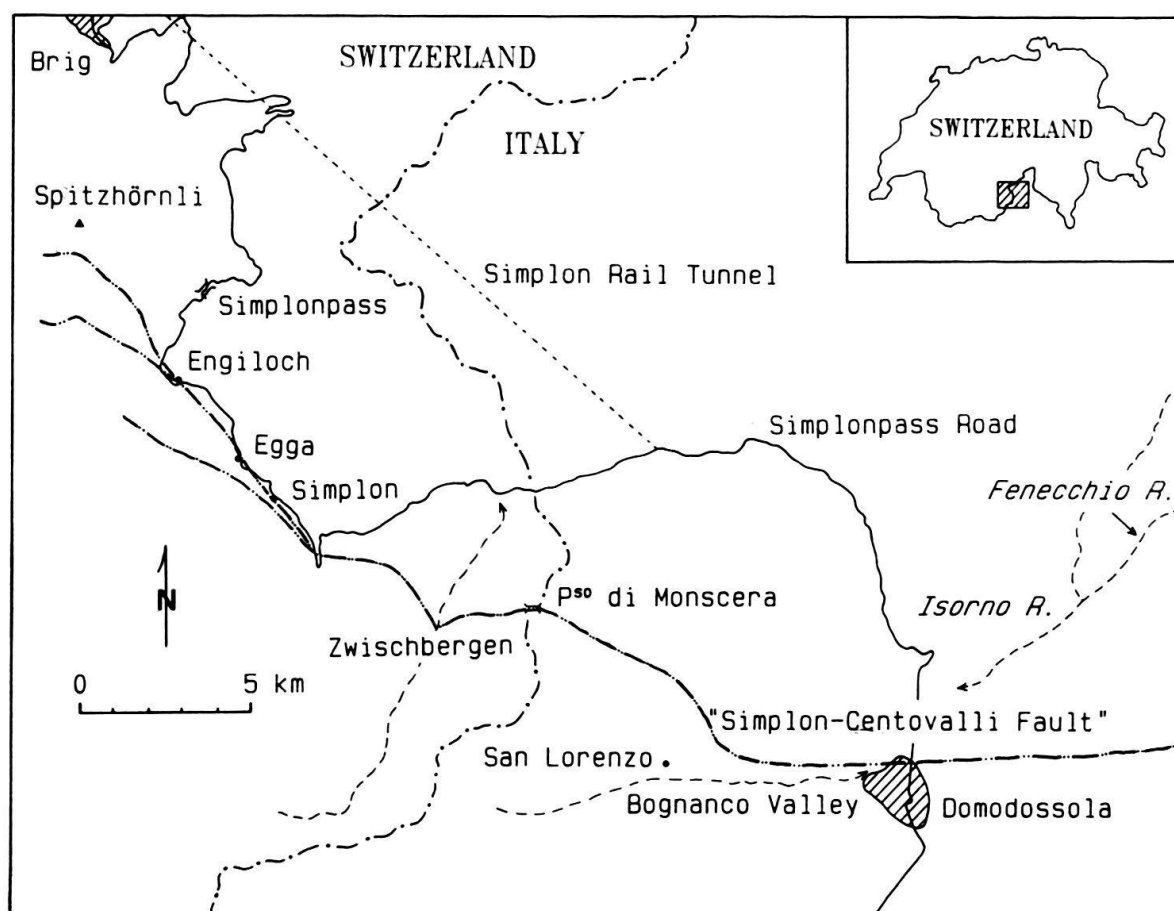 SWITZERLAND
Brig
ITALY
SWITZERLAND
Spitzhörnli
Simplon Rail Tunnel
Simplonpass
Engiloch
Simplonpass Road
Egga
Simplon
Fenecchio R.
N
Pso di Monscera
Isorno R.
Zwischbergen
0 5 km
"Simplon-Centovalli Fault"
San Lorenzo
Bognanco Valley
Domodossola